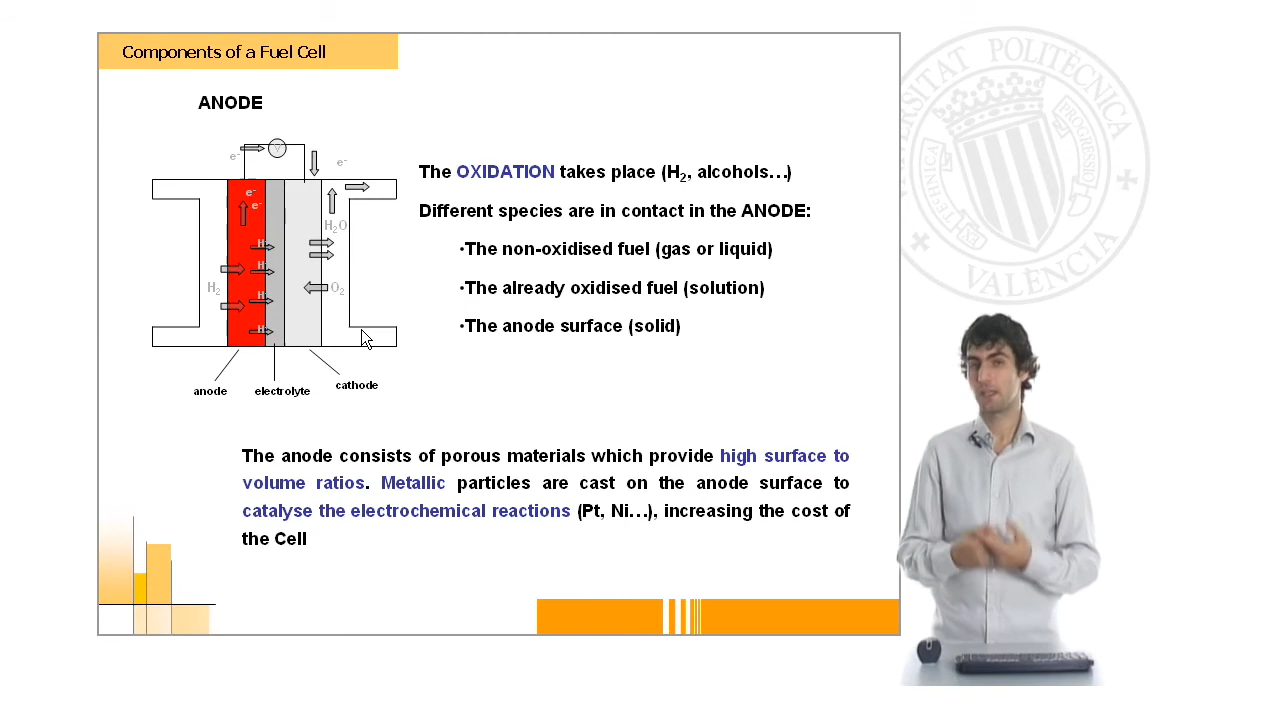 Components of a Fuel Cell
ANODE
e⁻
V
e⁻
e⁻
e⁻
H₂O
H
H
H₂
O₂
H
H
anode
electrolyte
cathode
The OXIDATION takes place (H₂, alcohols…)
Different species are in contact in the ANODE:
•The non-oxidised fuel (gas or liquid)
•The already oxidised fuel (solution)
•The anode surface (solid)
The anode consists of porous materials which provide high surface to
volume ratios. Metallic particles are cast on the anode surface to
catalyse the electrochemical reactions (Pt, Ni…), increasing the cost of
the Cell
UNIVERSITAT POLITÈCNICA
VALÈNCIA